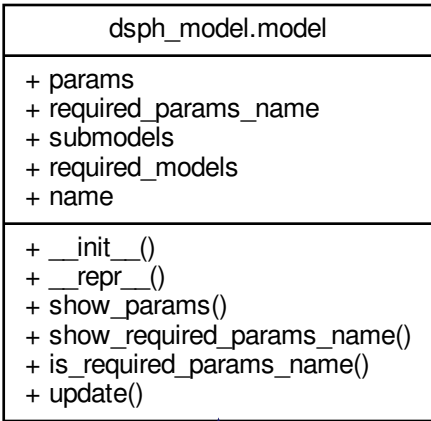 dsph_model.model
+ params
+ required_params_name
+ submodels
+ required_models
+ name
+ __init__()
+ __repr__()
+ show_params()
+ show_required_params_name()
+ is_required_params_name()
+ update()